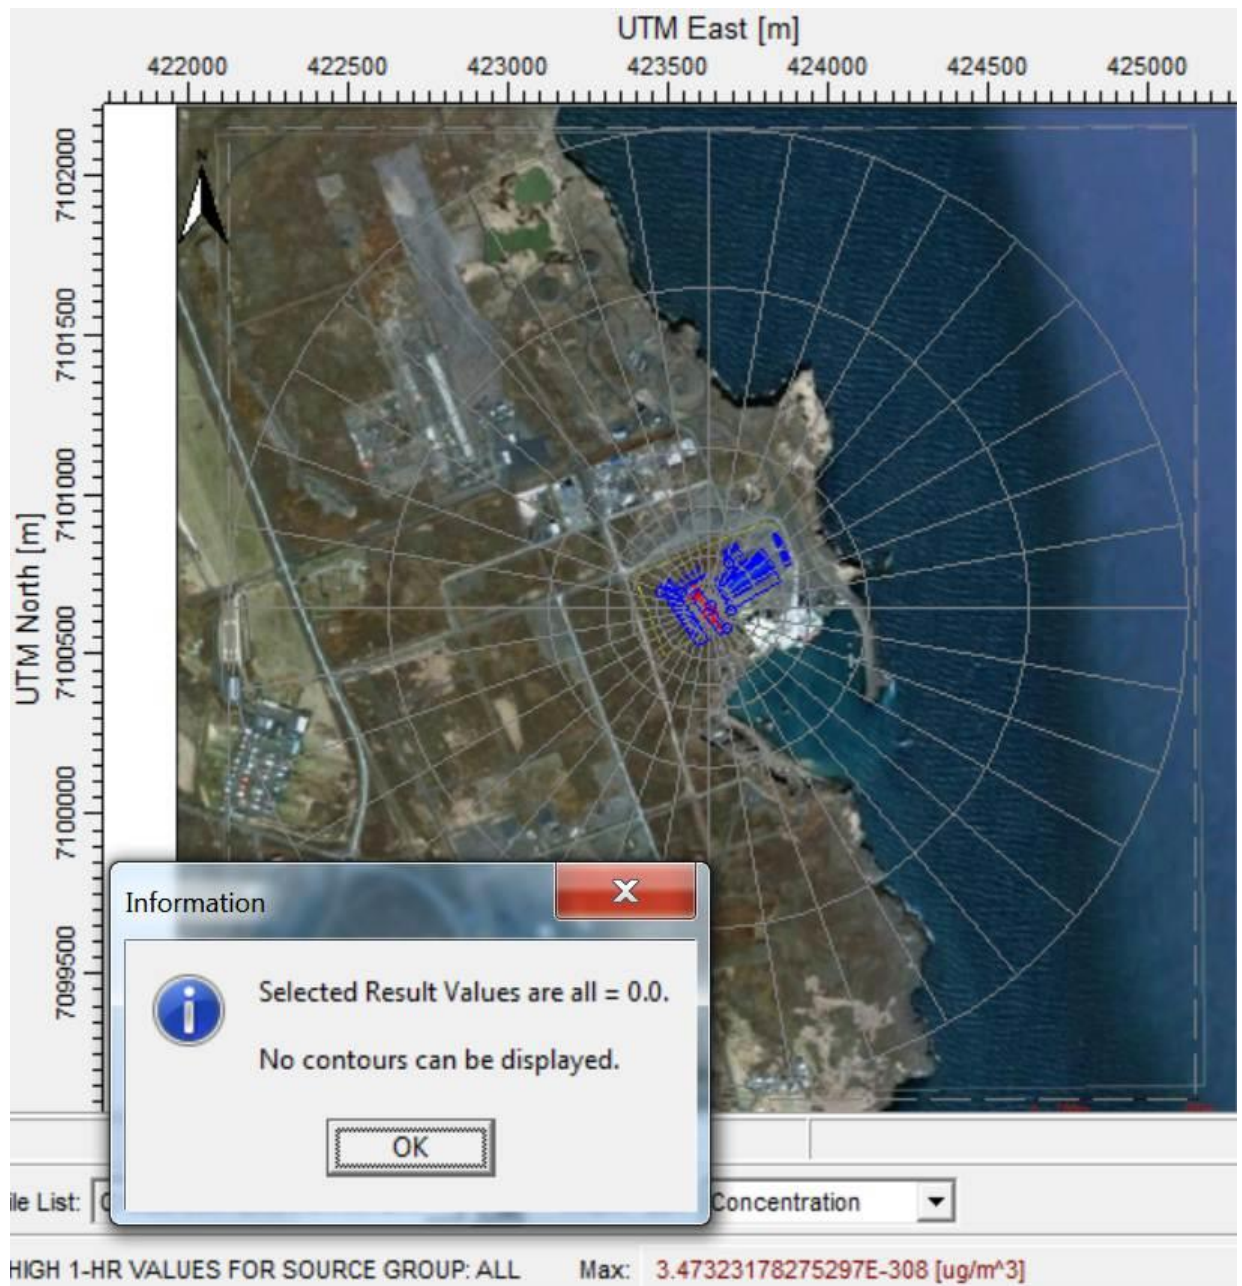 UTM East [m]
422000 422500 423000 423500 424000 424500 425000
UTM North [m]
7102000
7101500
7101000
7100500
7100000
7099500
N
Information
X
Selected Result Values are all = 0.0.
No contours can be displayed.
OK
ile List:
Concentration
HIGH 1-HR VALUES FOR SOURCE GROUP: ALL Max: 3.47323178275297E-308 [ug/m^3]